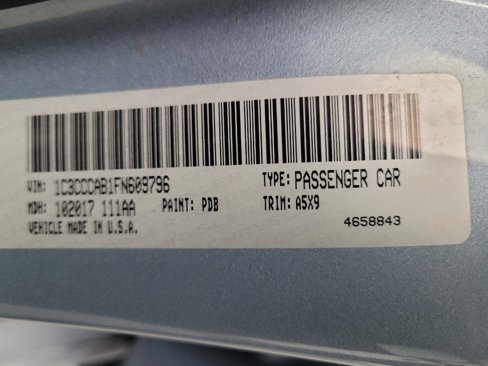 VIN: 1C3CCCAB1FN609796 TYPE: PASSENGER CAR
MDH: 102017 111AA PAINT: PDB TRIM: A5X9
VEHICLE MADE IN U.S.A. 4658843